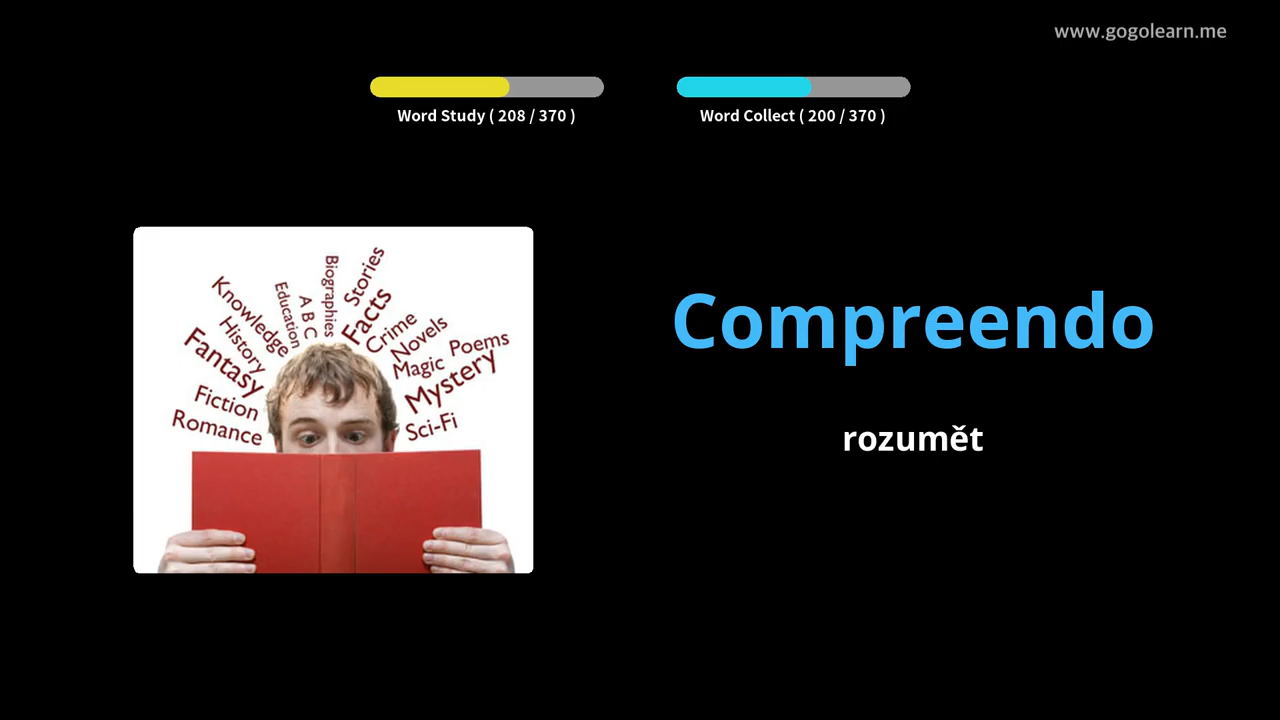 www.gogolearn.me
Word Study ( 208 / 370 )
Word Collect ( 200 / 370 )
Compreendo
rozumět
Biographies
Stories
Education
A B C
Facts
Knowledge
Crime
History
Novels
Fantasy
Magic
Poems
Mystery
Fiction
Romance
Sci-Fi